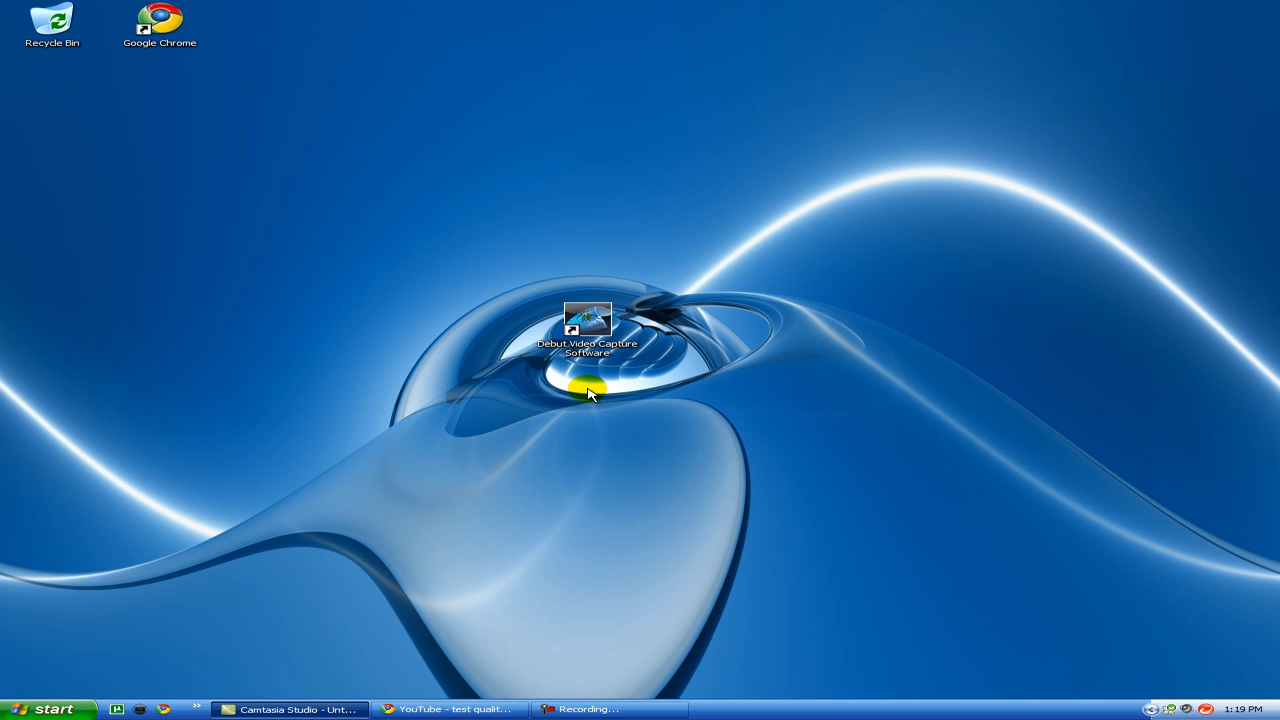 Recycle Bin
Google Chrome
Debut Video Capture
Software
start
Camtasia Studio - Unt...
YouTube - test qualit...
Recording...
1:19 PM